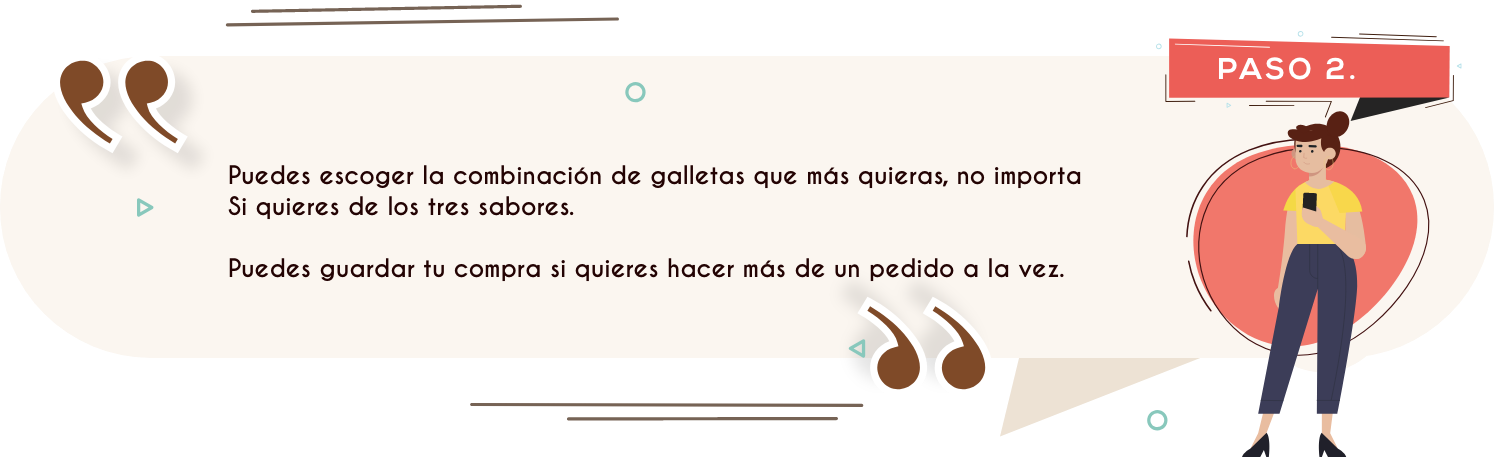 PASO 2.
Puedes escoger la combinación de galletas que más quieras, no importa
Si quieres de los tres sabores.
Puedes guardar tu compra si quieres hacer más de un pedido a la vez.